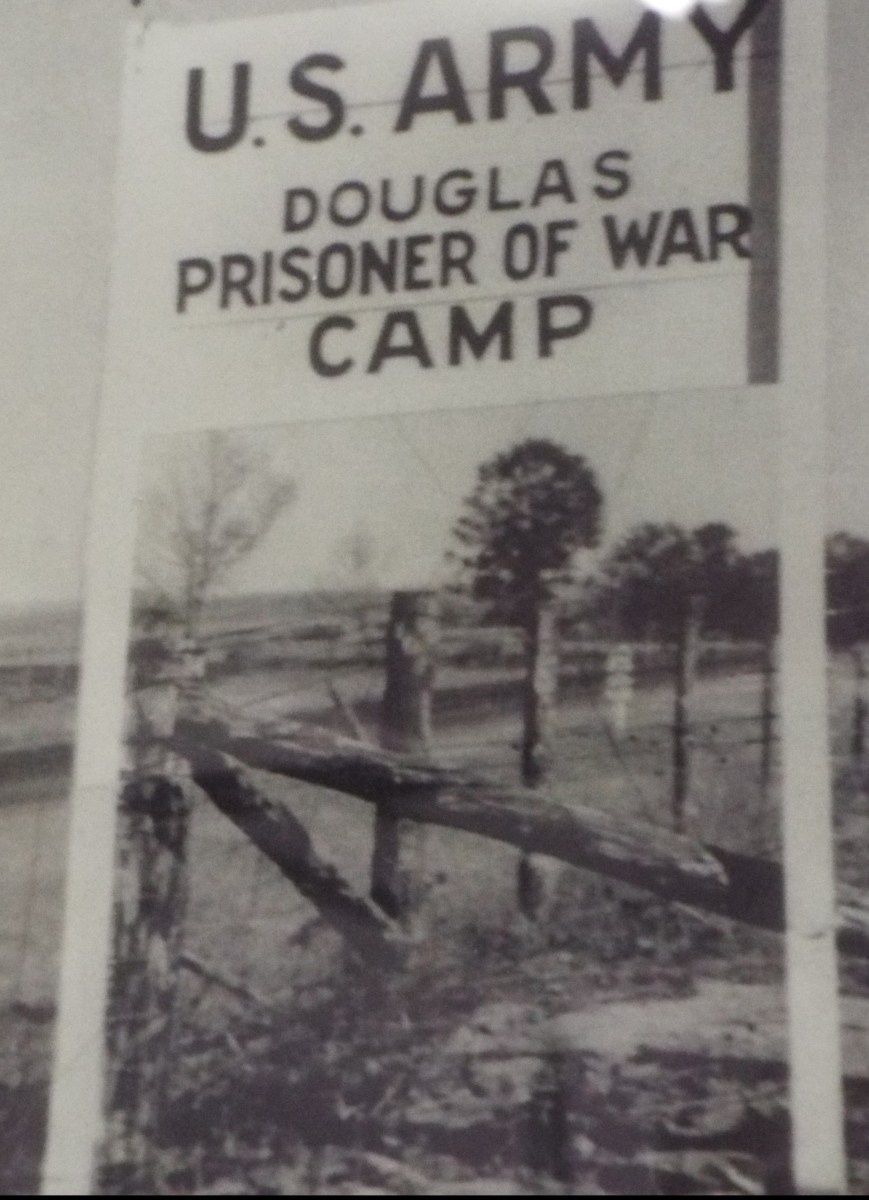 U.S. ARMY
DOUGLAS
PRISONER OF WAR
CAMP